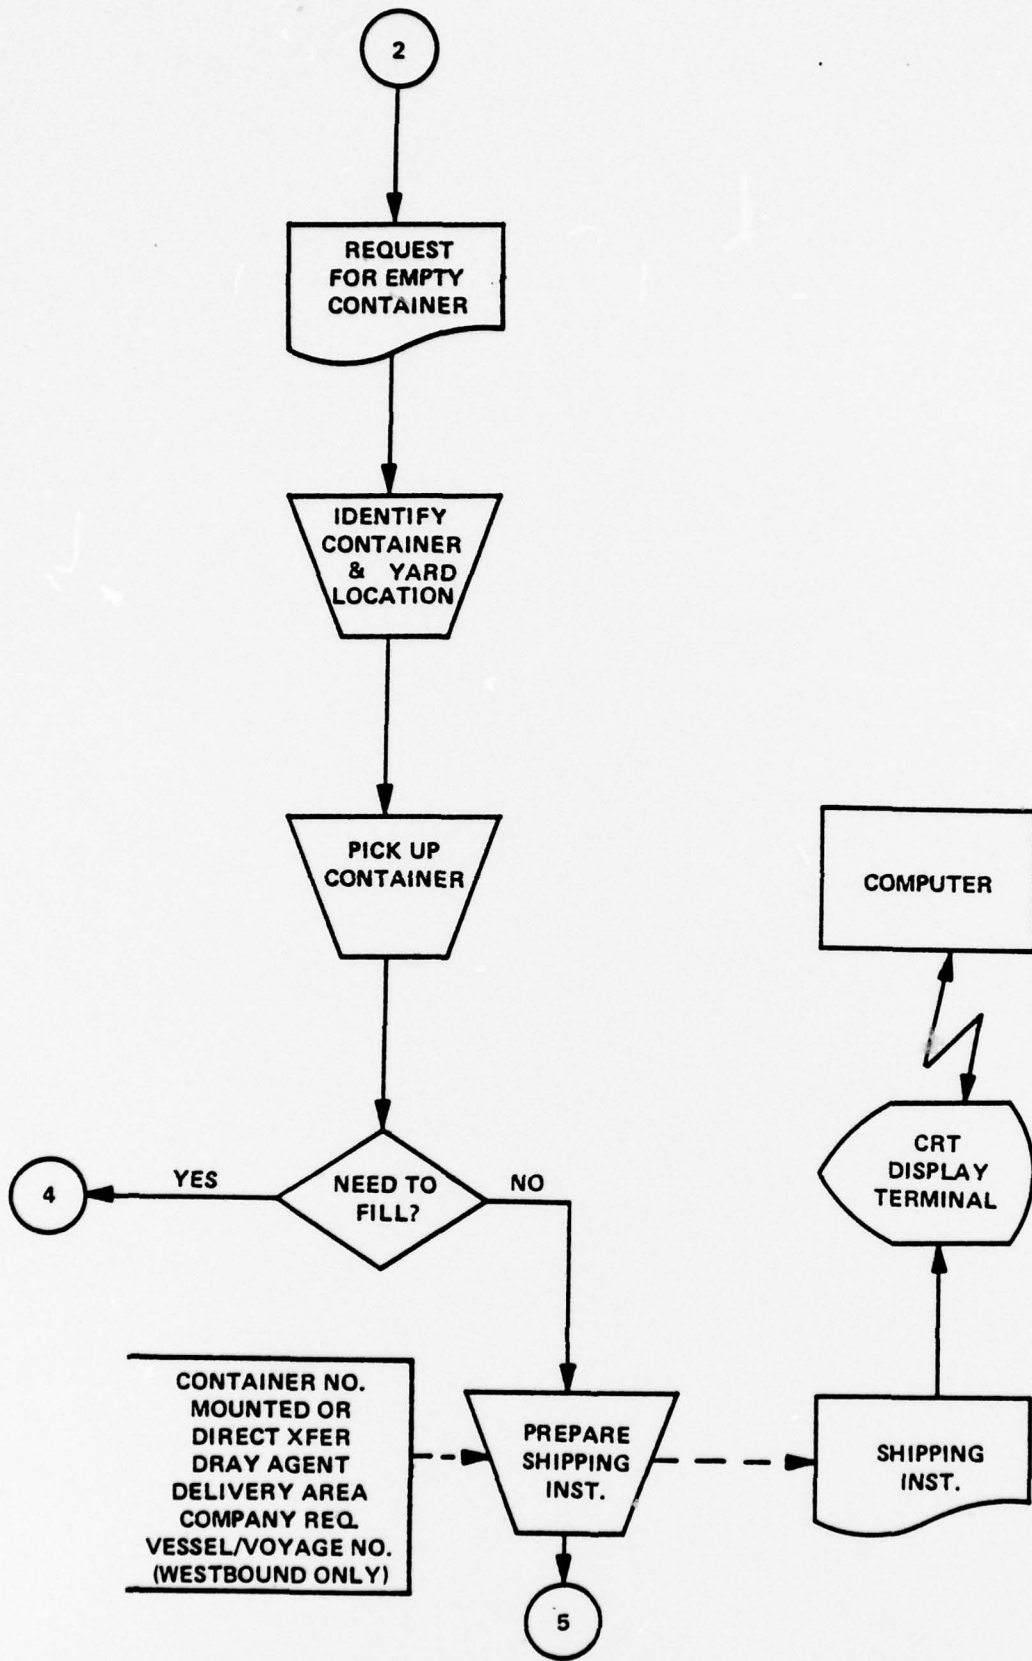 2
REQUEST
FOR EMPTY
CONTAINER
IDENTIFY
CONTAINER
& YARD
LOCATION
PICK UP
CONTAINER
COMPUTER
CRT
DISPLAY
TERMINAL
4
YES
NEED TO
FILL?
NO
CONTAINER NO.
MOUNTED OR
DIRECT XFER
DRAY AGENT
DELIVERY AREA
COMPANY REQ.
VESSEL/VOYAGE NO.
(WESTBOUND ONLY)
PREPARE
SHIPPING
INST.
SHIPPING
INST.
5